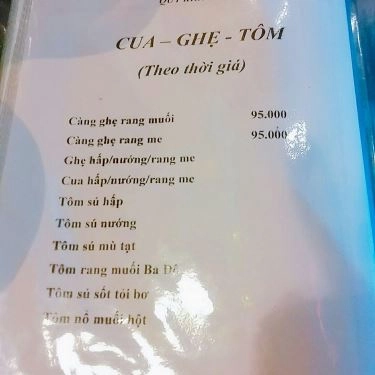 CUA – GHẸ - TÔM
(Theo thời giá)
Càng ghẹ rang muối 95.000
Càng ghẹ rang me 95.000
Ghẹ hấp/nướng/rang me
Cua hấp/nướng/rang me
Tôm sú hấp
Tôm sú nướng
Tôm sú mù tạt
Tôm rang muối Ba
Tôm sú sốt tỏi bơ
Tôm nổ muối hột